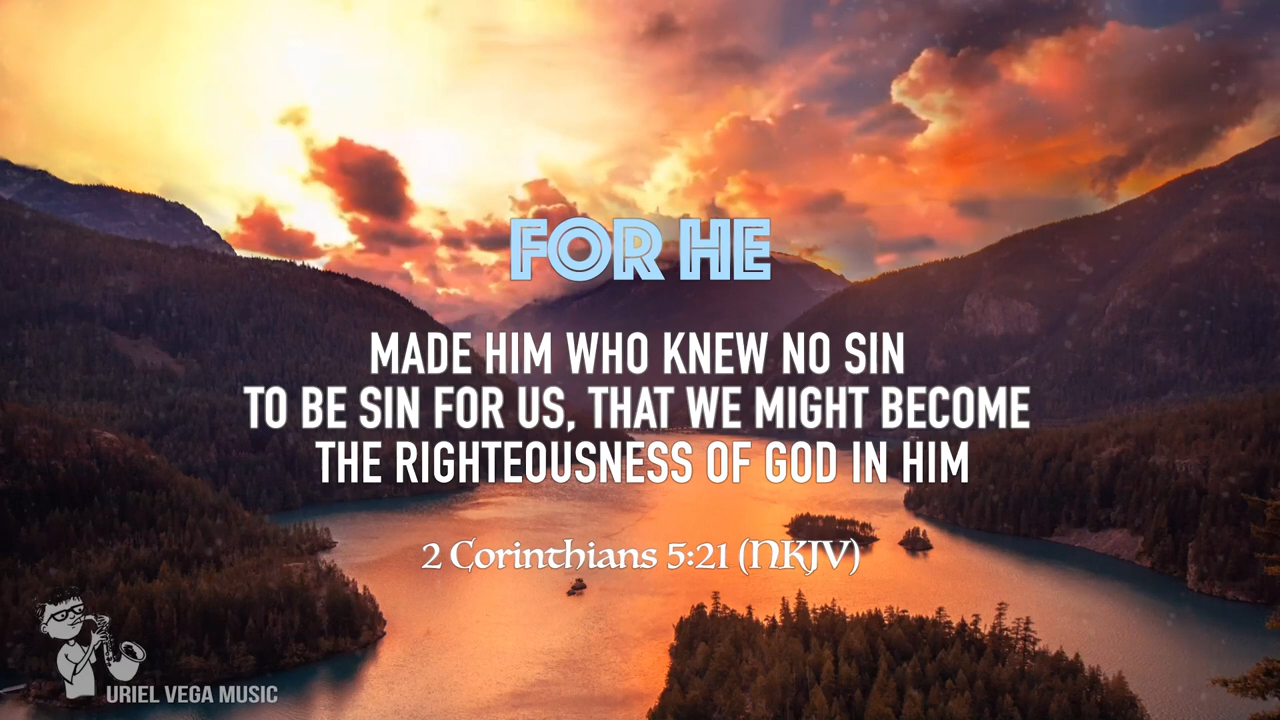 FOR HE
MADE HIM WHO KNEW NO SIN
TO BE SIN FOR US, THAT WE MIGHT BECOME
THE RIGHTEOUSNESS OF GOD IN HIM
2 Corinthians 5:21 (NKJV)
URIEL VEGA MUSIC